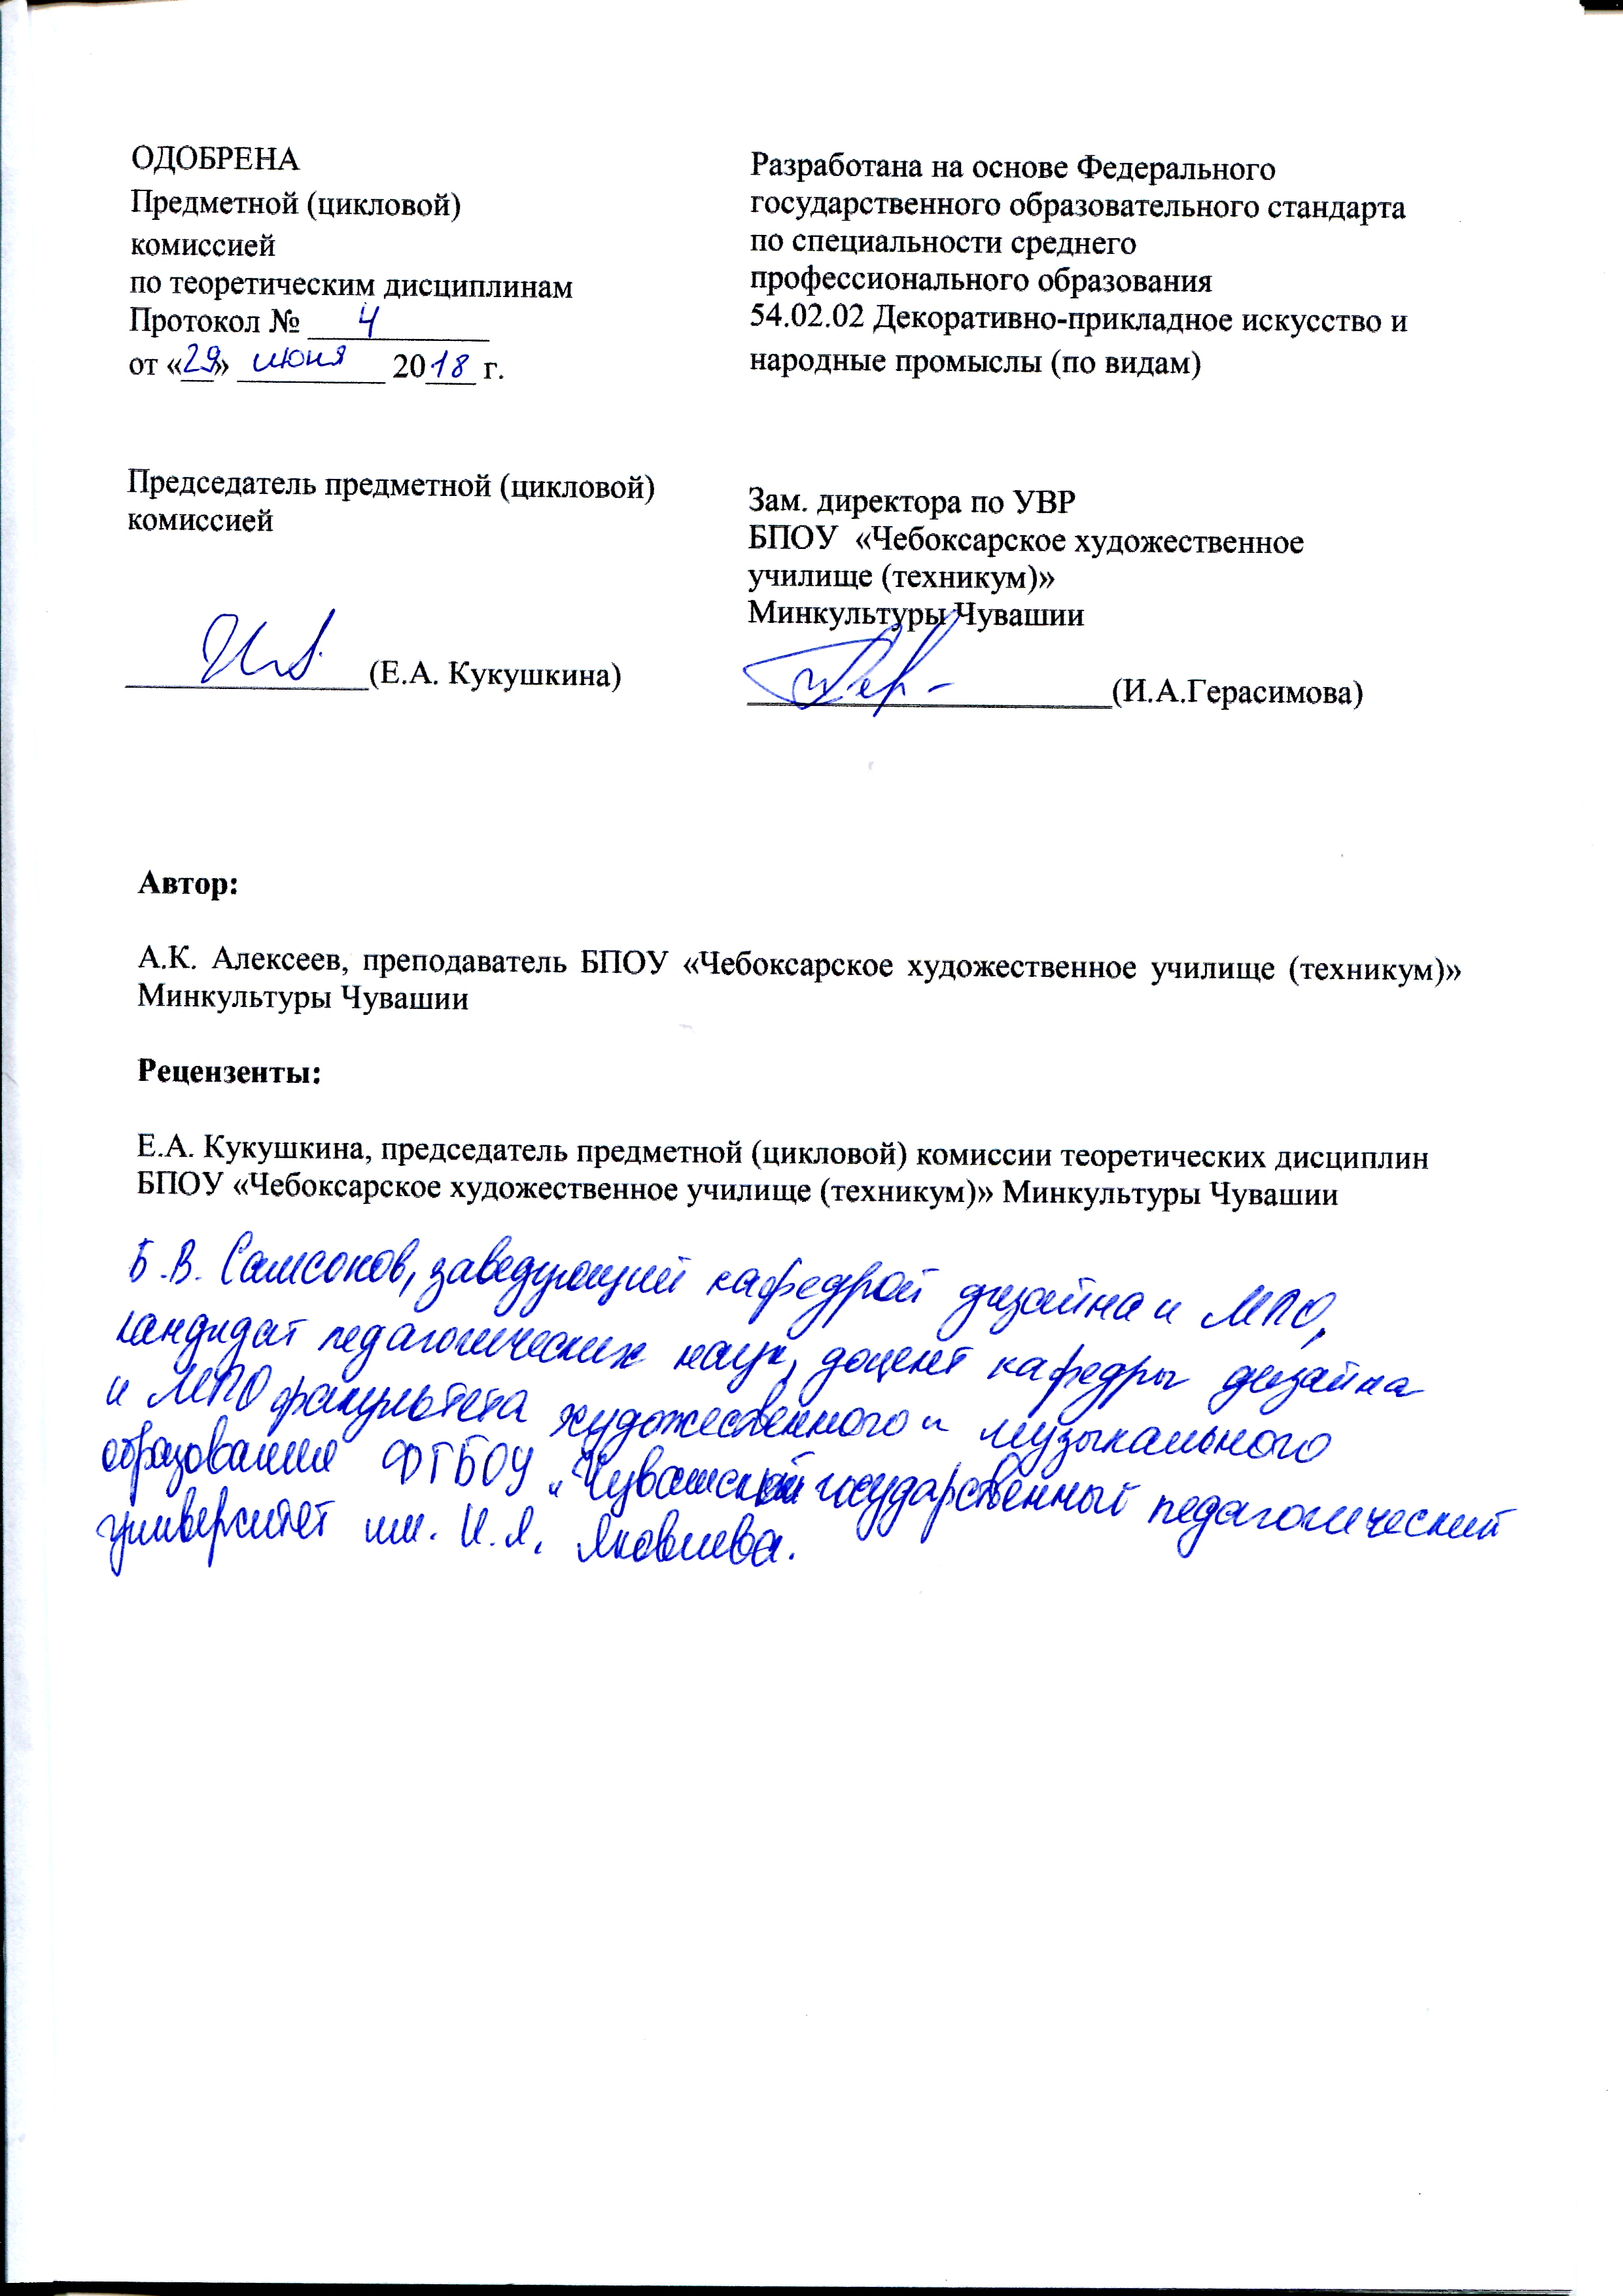 ОДОБРЕНА
Предметной (цикловой)
комиссией
по теоретическим дисциплинам
Протокол № 4
от «29» июня 2018 г.
Разработана на основе Федерального
государственного образовательного стандарта
по специальности среднего
профессионального образования
54.02.02 Декоративно-прикладное искусство и
народные промыслы (по видам)
Председатель предметной (цикловой)
комиссией
(Е.А. Кукушкина)
Зам. директора по УВР
БПОУ «Чебоксарское художественное
училище (техникум)»
Минкультуры Чувашии
(И.А.Герасимова)
Автор:
А.К. Алексеев, преподаватель БПОУ «Чебоксарское художественное училище (техникум)»
Минкультуры Чувашии
Рецензенты:
Е.А. Кукушкина, председатель предметной (цикловой) комиссии теоретических дисциплин
БПОУ «Чебоксарское художественное училище (техникум)» Минкультуры Чувашии
Б.В. Самсонов, заведующий кафедрой дизайна и МПО,
кандидат педагогических наук, доцент кафедры дизайна
и МПО факультета художественного и музыкального
образования ФГБОУ „Чувашский государственный педагогический
университет им. И.Я. Яковлева.